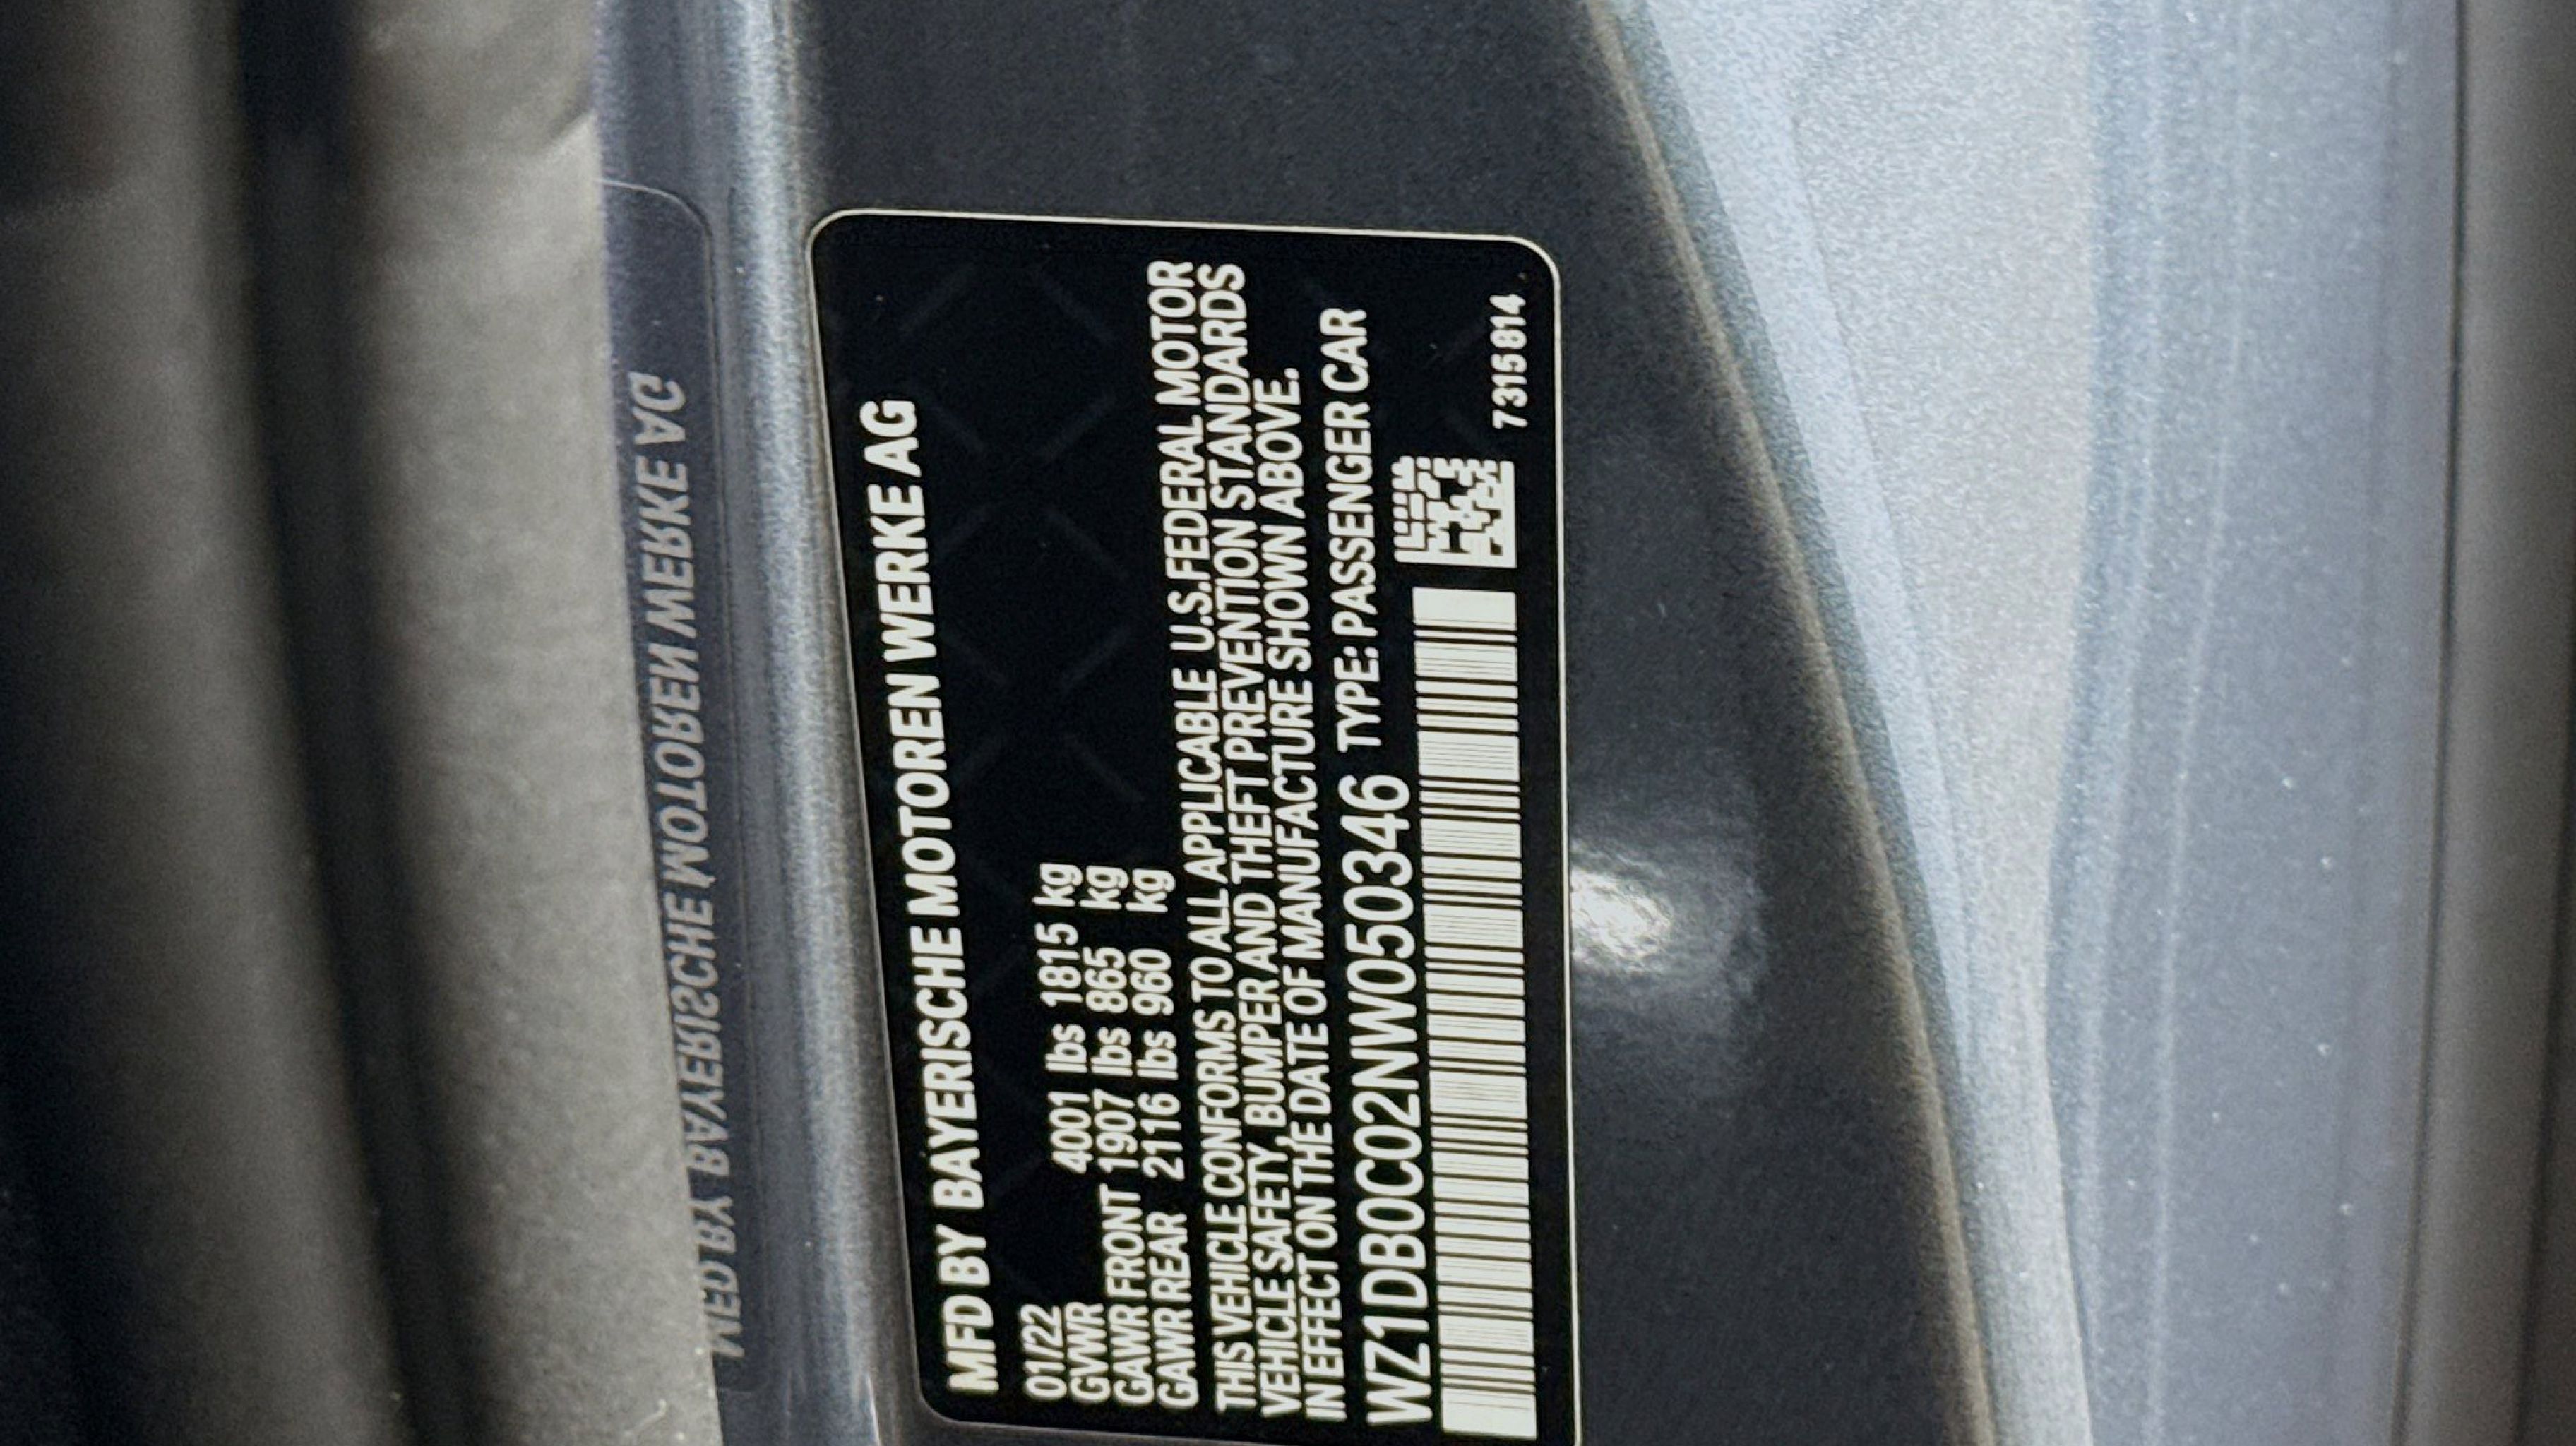 MFD BY BAYERISCHE MOTOREN WERKE AG
01/22
GVWR 4001 lbs 1815 kg
GAWR FRONT 1907 lbs 865 kg
GAWR REAR 2116 lbs 960 kg
THIS VEHICLE CONFORMS TO ALL APPLICABLE U.S.FEDERAL MOTOR
VEHICLE SAFETY, BUMPER AND THEFT PREVENTION STANDARDS
IN EFFECT ON THE DATE OF MANUFACTURE SHOWN ABOVE.
WZ1DB0C02NW050346 TYPE: PASSENGER CAR
7315814
MFD BY BAYERISCHE MOTOREN WERKE AG